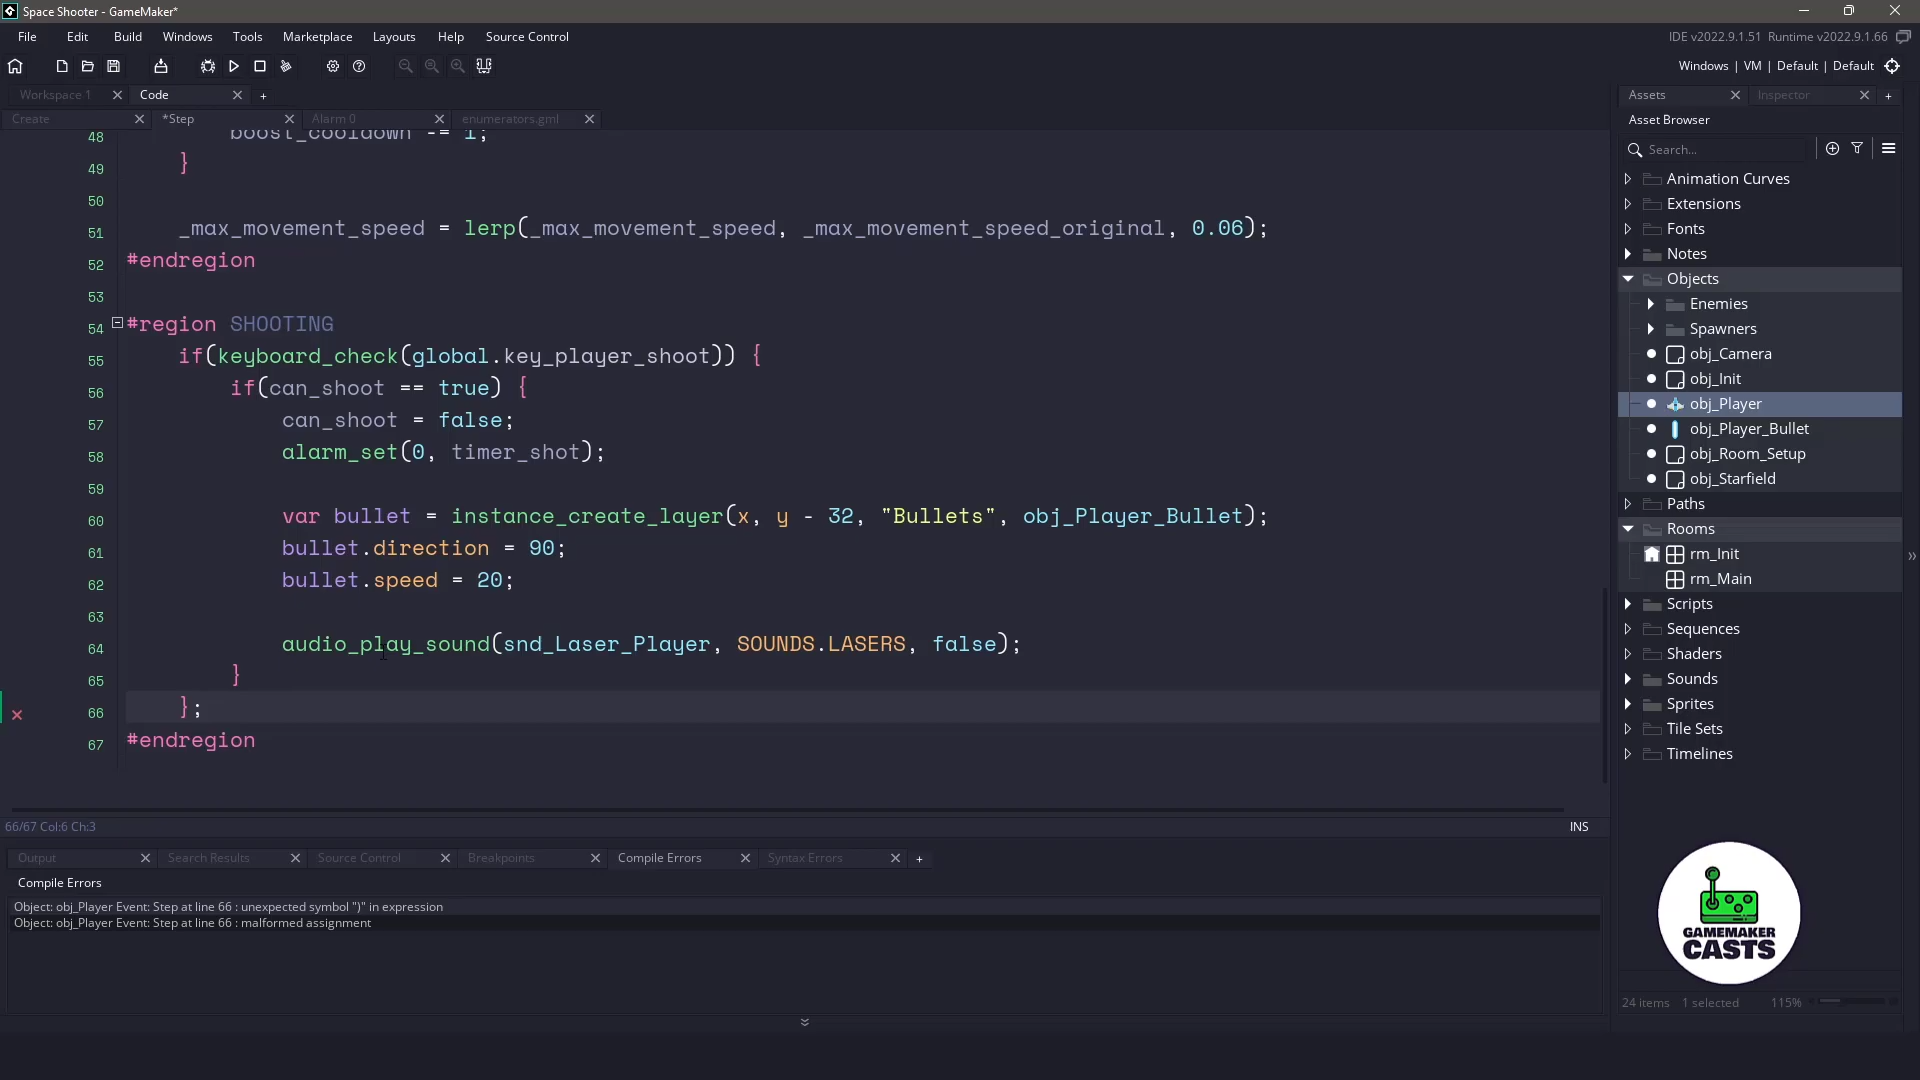 Space Shooter - GameMaker*
File Edit Build Windows Tools Marketplace Layouts Help Source Control
IDE v2022.9.1.51 Runtime v2022.9.1.66
Windows | VM | Default | Default
Workspace 1 Code +
Create *Step Alarm 0 enumerators.gml
48 boost_cooldown -= 1;
49 }
50
51 _max_movement_speed = lerp(_max_movement_speed, _max_movement_speed_original, 0.06);
52 #endregion
53
54 #region SHOOTING
55 if(keyboard_check(global.key_player_shoot)) {
56 if(can_shoot == true) {
57 can_shoot = false;
58 alarm_set(0, timer_shot);
59
60 var bullet = instance_create_layer(x, y - 32, "Bullets", obj_Player_Bullet);
61 bullet.direction = 90;
62 bullet.speed = 20;
63
64 audio_play_sound(snd_Laser_Player, SOUNDS.LASERS, false);
65 }
66 };
67 #endregion
66/67 Col:6 Ch:3 INS
Output Search Results Source Control Breakpoints Compile Errors Syntax Errors +
Compile Errors
Object: obj_Player Event: Step at line 66 : unexpected symbol ")" in expression
Object: obj_Player Event: Step at line 66 : malformed assignment
Assets Inspector +
Asset Browser
Search...
Animation Curves
Extensions
Fonts
Notes
Objects
Enemies
Spawners
obj_Camera
obj_Init
obj_Player
obj_Player_Bullet
obj_Room_Setup
obj_Starfield
Paths
Rooms
rm_Init
rm_Main
Scripts
Sequences
Shaders
Sounds
Sprites
Tile Sets
Timelines
GAMEMAKER
CASTS
24 items 1 selected 115%